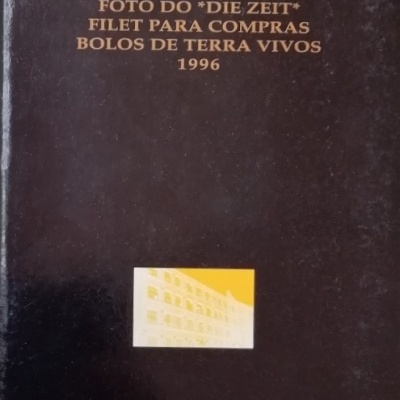 FOTO DO *DIE ZEIT*
FILET PARA COMPRAS
BOLOS DE TERRA VIVOS
1996